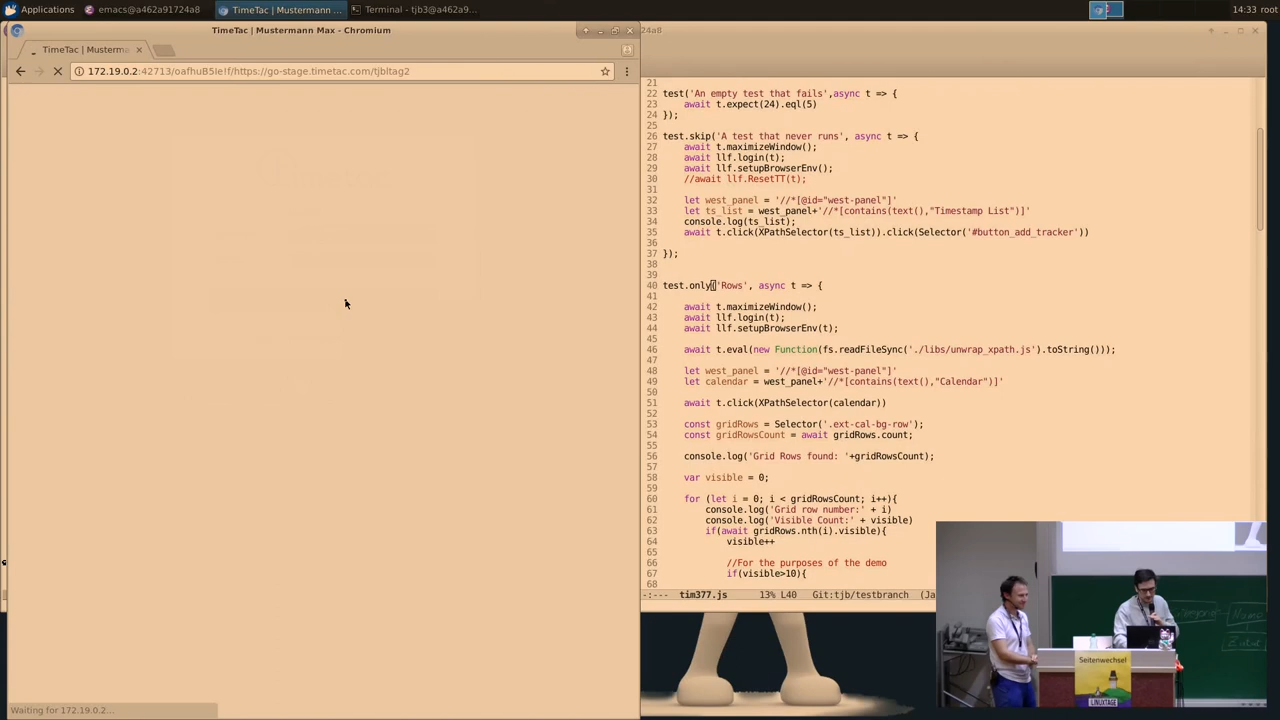 Applications
emacs@a462a91724a8
TimeTac | Mustermann ...
Terminal - tjb3@a462a9...
14:33 root
TimeTac | Mustermann Max - Chromium
24a8
TimeTac | Musterma
172.19.0.2:42713/oafhuB5Ie!f/https://go-stage.timetac.com/tjbltag2
21
22 test('An empty test that fails',async t => {
23 await t.expect(24).eql(5)
24 });
25
26 test.skip('A test that never runs', async t => {
27 await t.maximizeWindow();
28 await llf.login(t);
29 await llf.setupBrowserEnv();
30 //await llf.ResetTT(t);
31
32 let west_panel = '//*[@id="west-panel"]'
33 let ts_list = west_panel+'//*[contains(text(),"Timestamp List")]'
34 console.log(ts_list);
35 await t.click(XPathSelector(ts_list)).click(Selector('#button_add_tracker'))
36
37 });
38
39
40 test.only('Rows', async t => {
41
42 await t.maximizeWindow();
43 await llf.login(t);
44 await llf.setupBrowserEnv(t);
45
46 await t.eval(new Function(fs.readFileSync('./libs/unwrap_xpath.js').toString()));
47
48 let west_panel = '//*[@id="west-panel"]'
49 let calendar = west_panel+'//*[contains(text(),"Calendar")]'
50
51 await t.click(XPathSelector(calendar))
52
53 const gridRows = Selector('.ext-cal-bg-row');
54 const gridRowsCount = await gridRows.count;
55
56 console.log('Grid Rows found: '+gridRowsCount);
57
58 var visible = 0;
59
60 for (let i = 0; i < gridRowsCount; i++){
61 console.log('Grid row number:' + i)
62 console.log('Visible Count:' + visible)
63 if(await gridRows.nth(i).visible){
64 visible++
65
66 //For the purposes of the demo
67 if(visible>10){
68
-:--- tim377.js 13% L40 Git:tjb/testbranch (Ja
Waiting for 172.19.0.2...
Seitenwechsel
LINUXTAGE